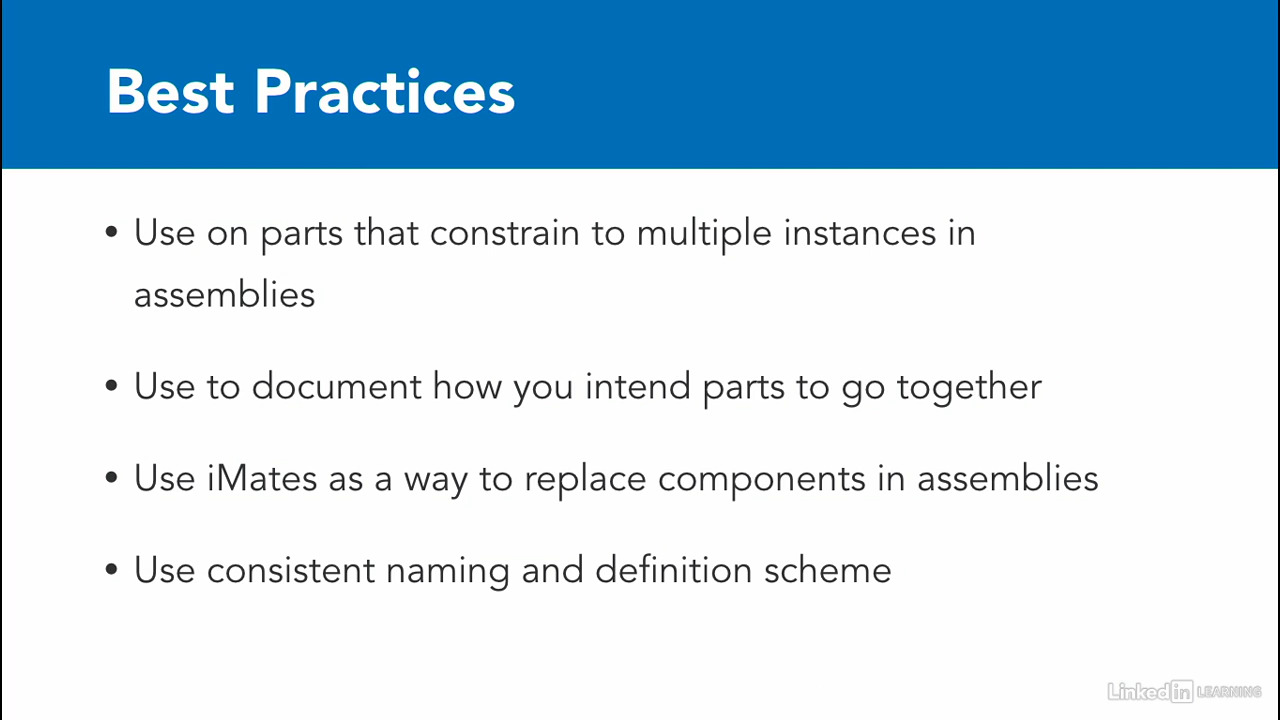 Best Practices
• Use on parts that constrain to multiple instances in
assemblies
• Use to document how you intend parts to go together
• Use iMates as a way to replace components in assemblies
• Use consistent naming and definition scheme
Linked in LEARNING